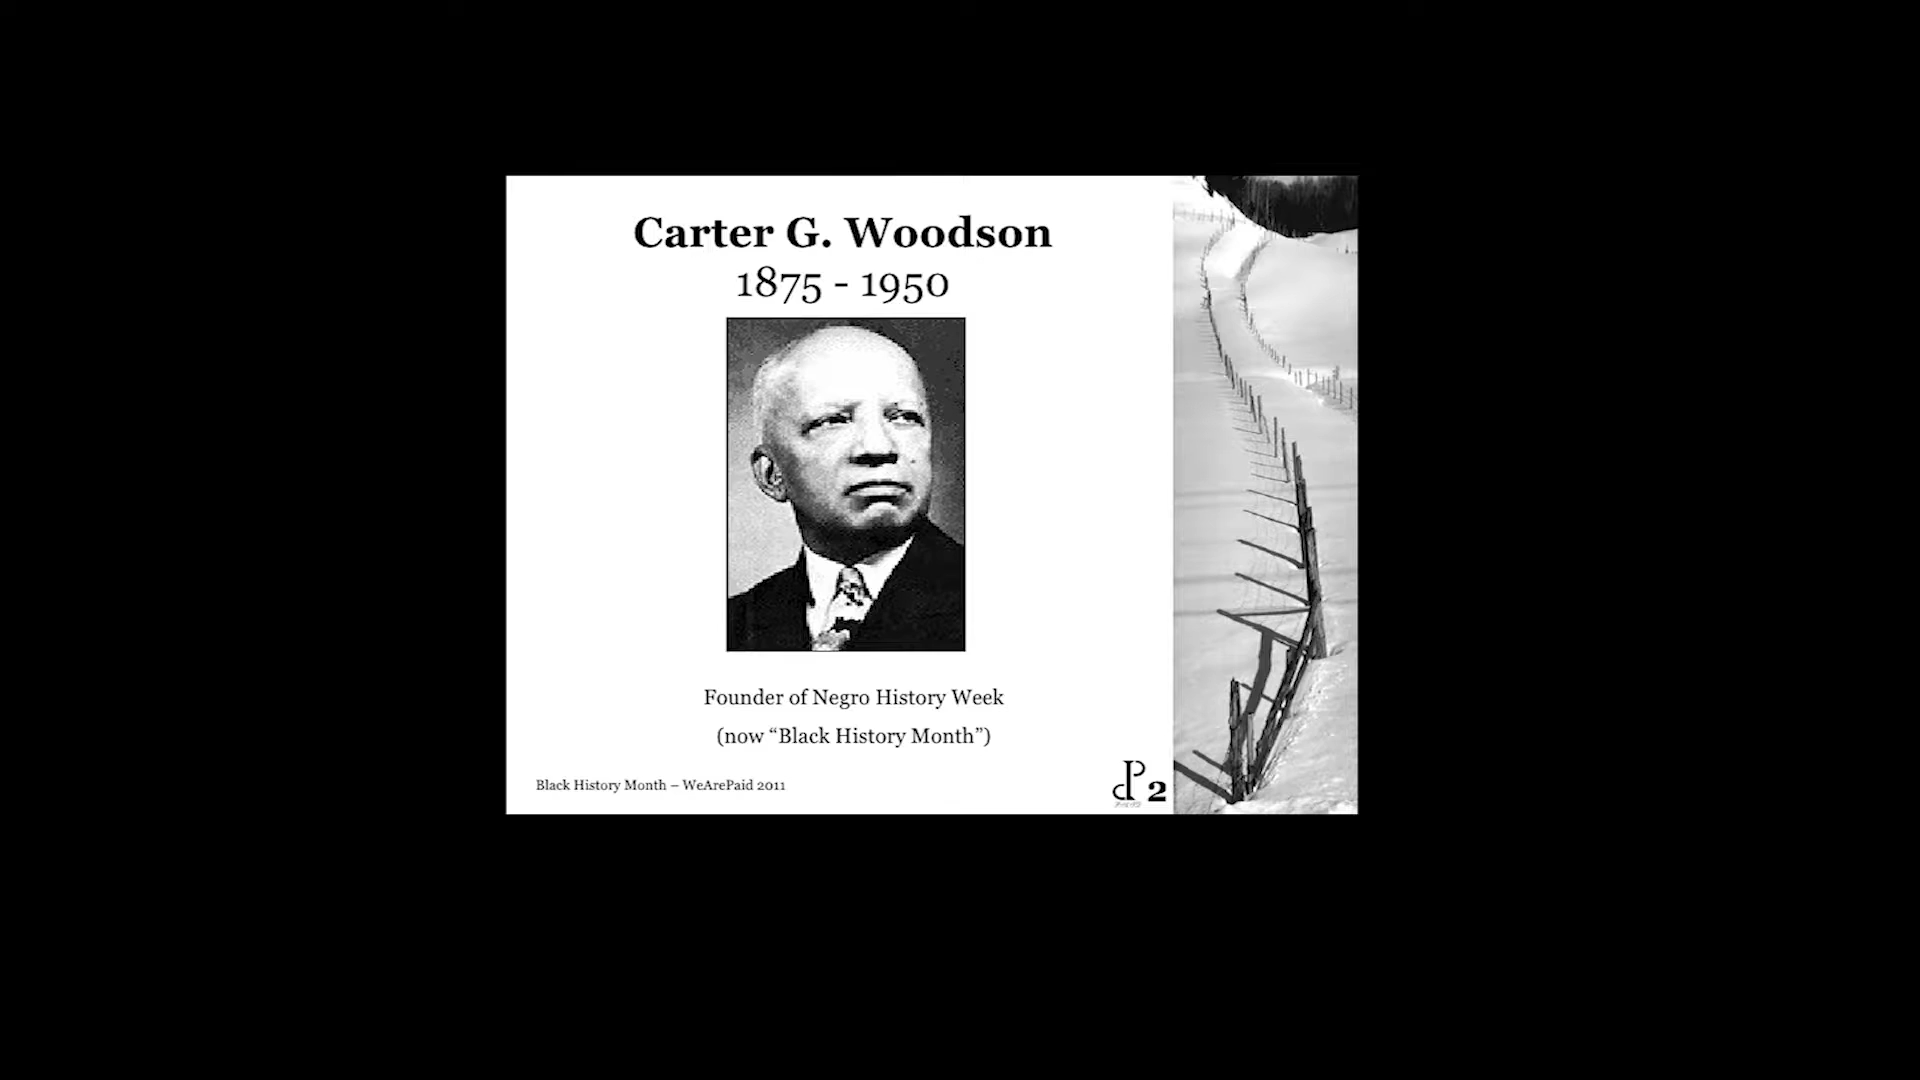 Carter G. Woodson
1875 - 1950
Founder of Negro History Week
(now “Black History Month”)
Black History Month – WeArePaid 2011
2